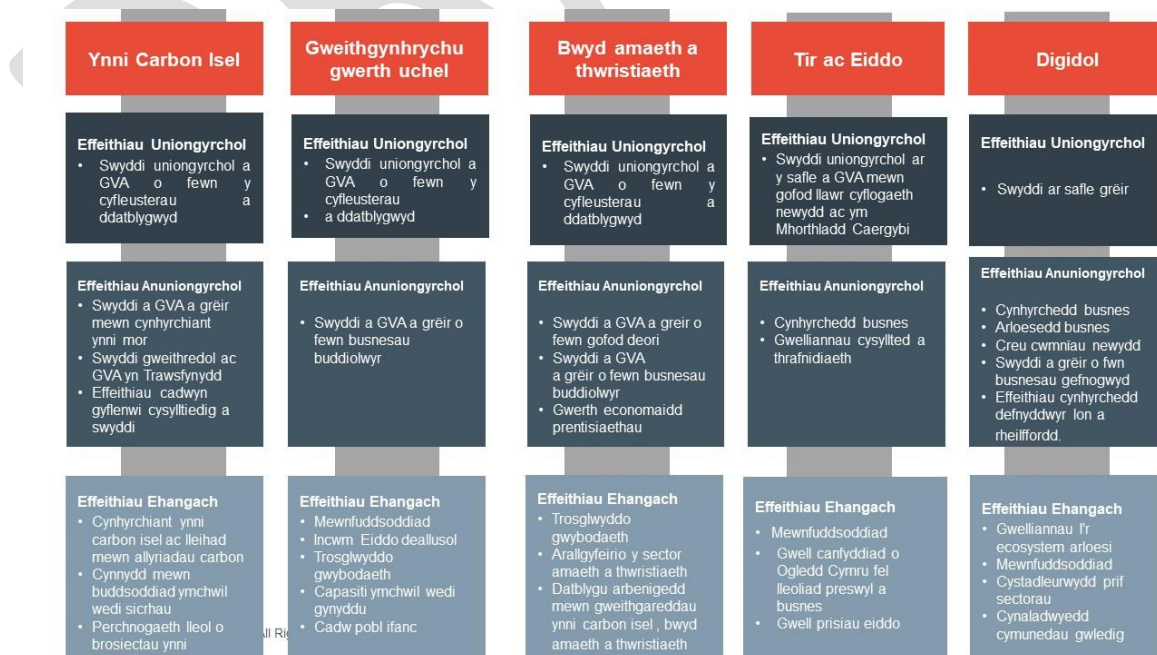 Ynni Carbon Isel
Effeithiau Uniongyrchol
• Swyddi uniongyrchol a
GVA o fewn y
cyfleusterau a
ddatblygwyd
Effeithiau Anuniongyrchol
• Swyddi a GVA a grëir
mewn cynhyrchiant
ynni mor
• Swyddi gweithredol ac
GVA yn Trawsfynydd
• Effeithiau cadwyn
gyflenwi cysylltiedig a
swyddi
Effeithiau Ehangach
• Cynhyrchiant ynni
carbon isel ac lleihad
mewn allyriadau carbon
• Cynnydd mewn
buddsoddiad ymchwil
wedi sicrhau
• Perchnogaeth lleol o
brosiectau ynni
Gweithgynhrychu
gwerth uchel
Effeithiau Uniongyrchol
• Swyddi uniongyrchol a
GVA o fewn y
cyfleusterau
• a ddatblygwyd
Effeithiau Anuniongyrchol
• Swyddi a GVA a grëir o
fewn busnesau
buddiolwyr
Effeithiau Ehangach
• Mewnfuddsoddiad
• Incwm Eiddo deallusol
• Trosglwyddo
gwybodaeth
• Capasiti ymchwil wedi
gynyddu
• Cadw pobl ifanc
Bwyd amaeth a
thwristiaeth
Effeithiau Uniongyrchol
• Swyddi uniongyrchol a
GVA o fewn y
cyfleusterau a
ddatblygwyd
Effeithiau Anuniongyrchol
• Swyddi a GVA a greir o
fewn gofod deori
• Swyddi a GVA
a grëir o fewn busnesau
buddiolwyr
• Gwerth economaidd
prentisiaethau
Effeithiau Ehangach
• Trosglwyddo
gwybodaeth
• Arallgyfeirio y sector
amaeth a thwristiaeth
• Datblygu arbenigedd
mewn gweithgareddau
ynni carbon isel , bwyd
amaeth a thwristiaeth
Tir ac Eiddo
Effeithiau Uniongyrchol
• Swyddi uniongyrchol ar
y safle a GVA mewn
gofod llawr cyflogaeth
newydd ac ym
Mhorthladd Caergybi
Effeithiau Anuniongyrchol
• Cynhyrchedd busnes
• Gwelliannau cysyllted a
thrafnidiaeth
Effeithiau Ehangach
• Mewnfuddsoddiad
• Gwell canfyddiad o
Ogledd Cymru fel
lleoliad preswyl a
busnes
• Gwell prisiau eiddo
Digidol
Effeithiau Uniongyrchol
• Swyddi ar safle grëir
Effeithiau Anuniongyrchol
• Cynhyrchedd busnes
• Arloesedd busnes
• Creu cwmniau newydd
• Swyddi a grëir o fwn
busnesau gefnogwyd
• Effeithiau cynhyrchedd
defnyddwyr lon a
rheilffordd.
Effeithiau Ehangach
• Gwelliannau I'r
ecosystem arloesi
• Mewnfuddsoddiad
• Cystadleurwydd prif
sectorau
• Cynaladwyedd
cymunedau gwledig